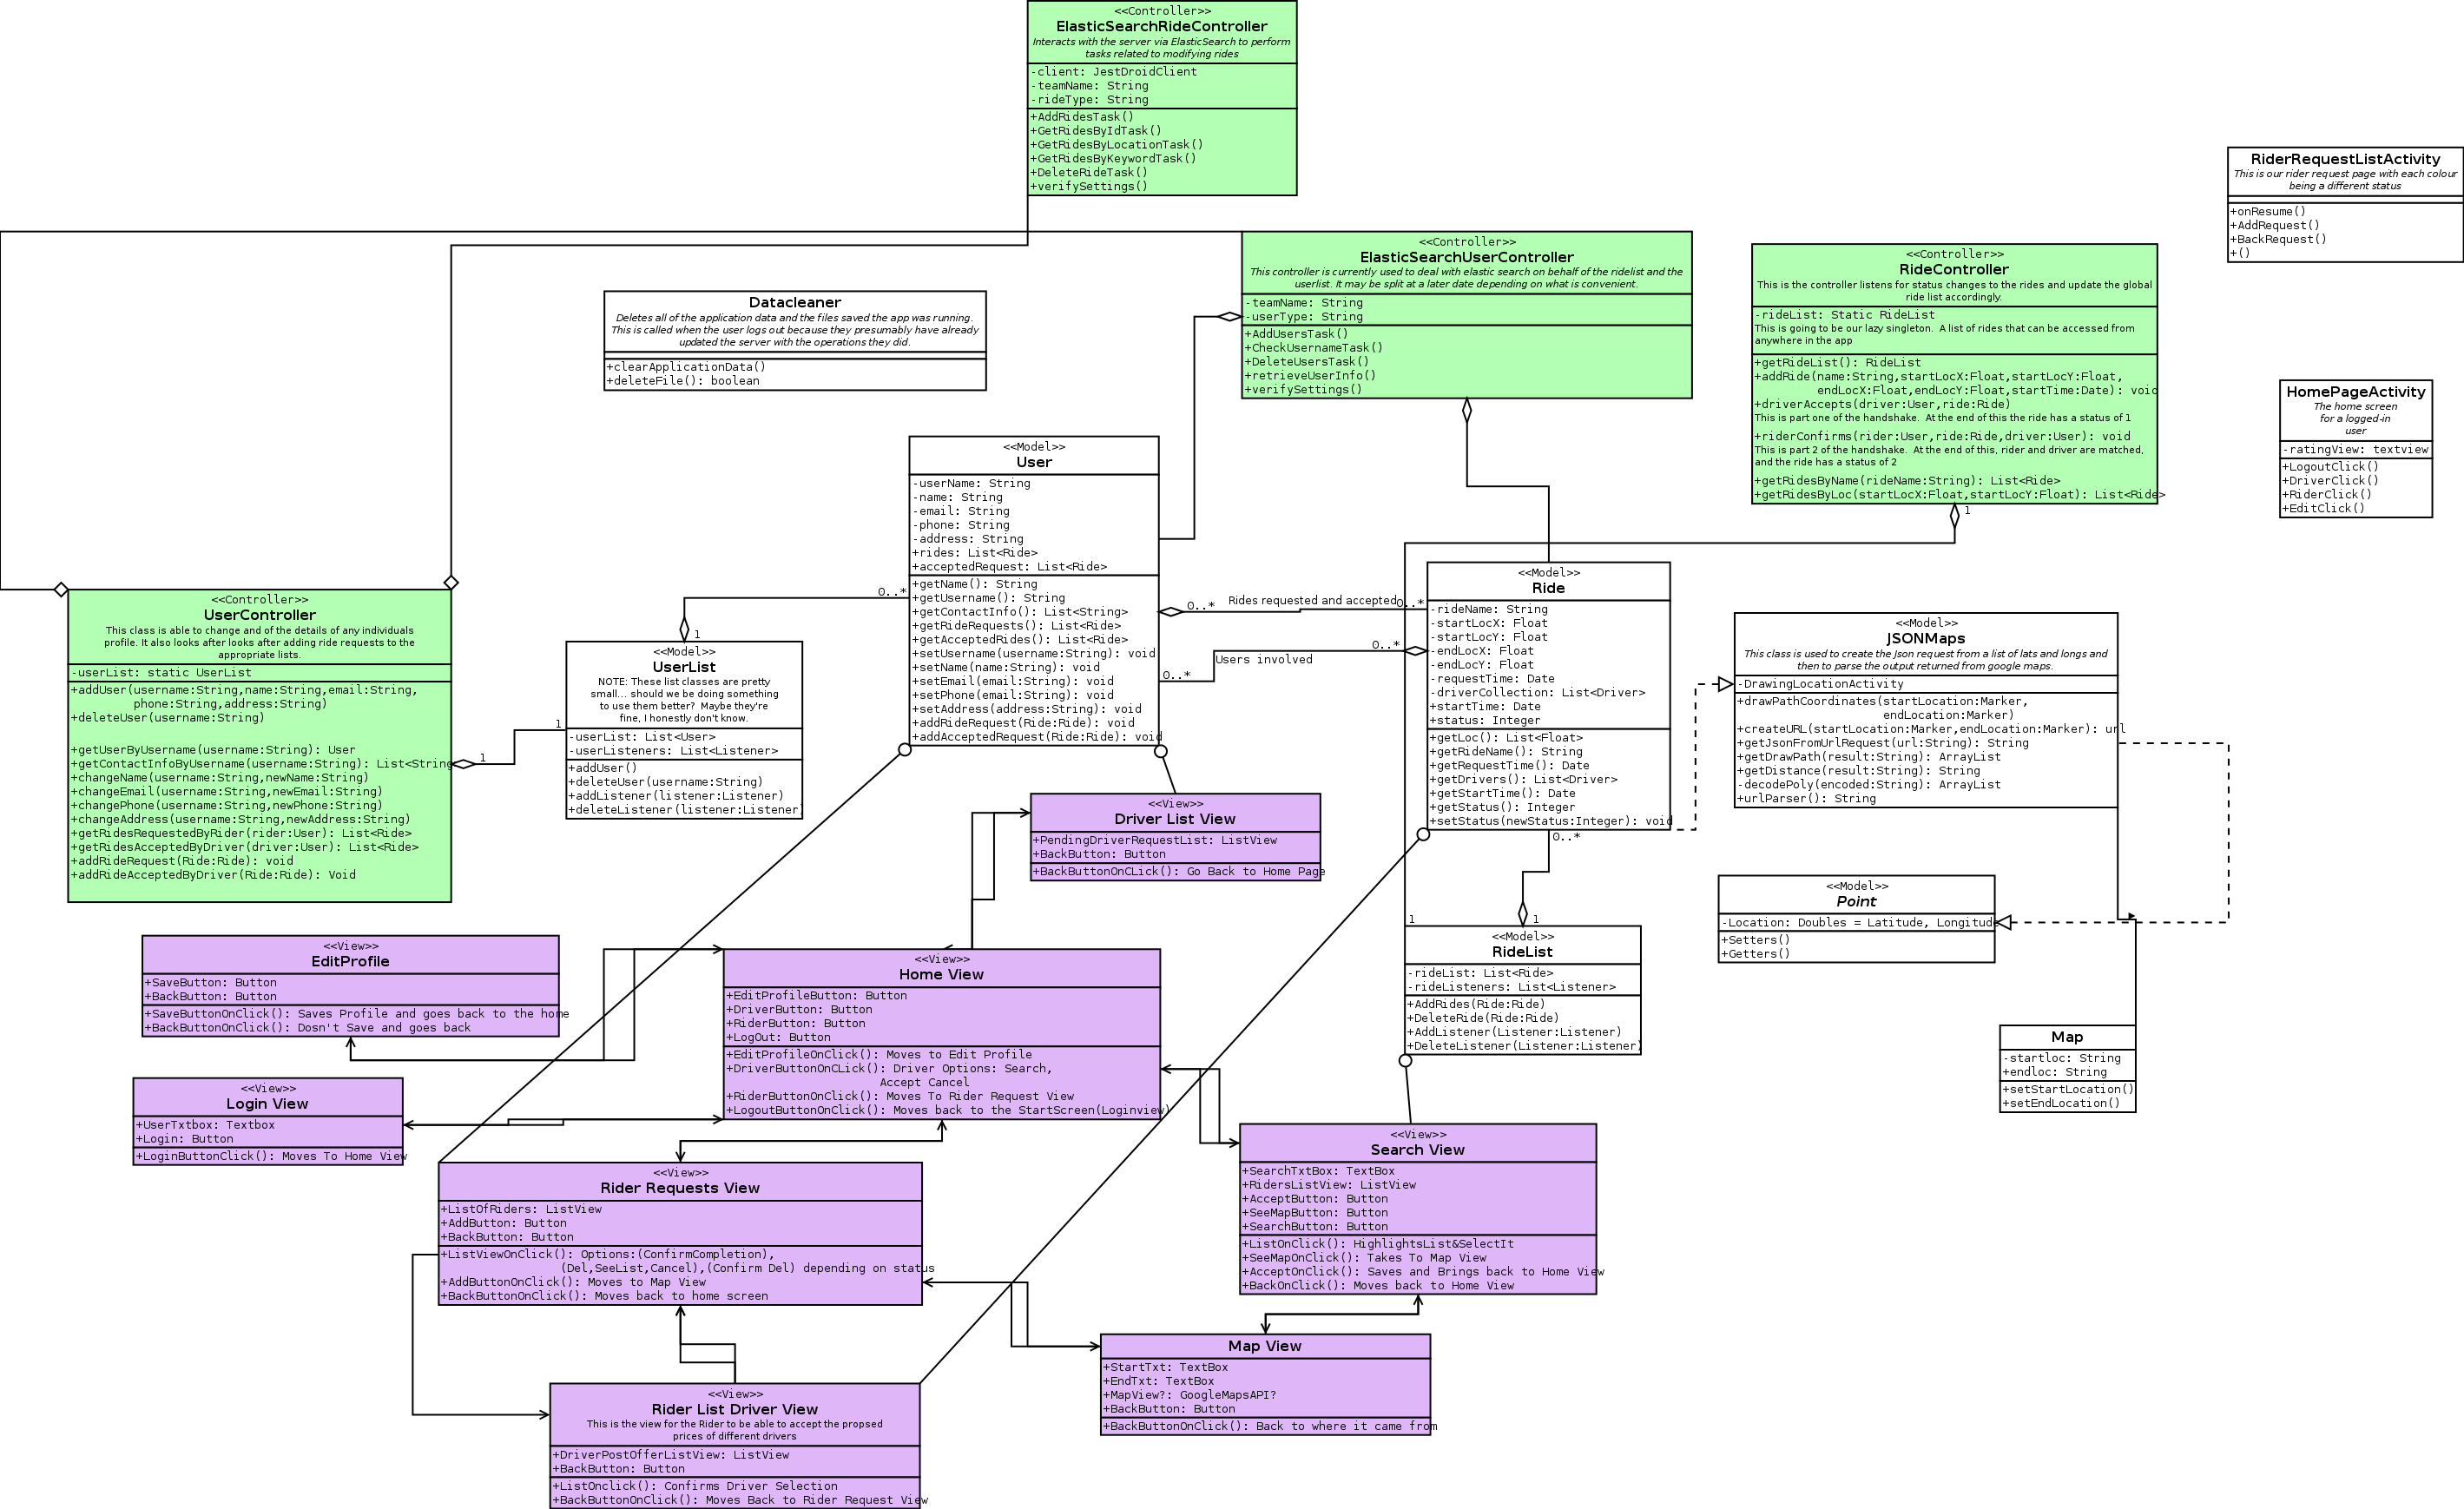 <<Controller>>
ElasticSearchRideController
Interacts with the server via ElasticSearch to perform
tasks related to modifying rides
-client: JestDroidClient
-teamName: String
-rideType: String
+AddRidesTask()
+GetRidesByIdTask()
+GetRidesByLocationTask()
+GetRidesByKeywordTask()
+DeleteRideTask()
+verifySettings()
RiderRequestListActivity
This is our rider request page with each colour
being a different status
+onResume()
+AddRequest()
+BackRequest()
+()
<<Controller>>
ElasticSearchUserController
This controller is currently used to deal with elastic search on behalf of the ridelist and the
userlist. It may be split at a later date depending on what is convenient.
-teamName: String
-userType: String
+AddUsersTask()
+CheckUsernameTask()
+DeleteUsersTask()
+retrieveUserInfo()
+verifySettings()
<<Controller>>
RideController
This is the controller listens for status changes to the rides and update the global
ride list accordingly.
-rideList: Static RideList
This is going to be our lazy singleton.  A list of rides that can be accessed from
anywhere in the app
+getRideList(): RideList
+addRide(name:String,startLocX:Float,startLocY:Float,
endLocX:Float,endLocY:Float,startTime:Date): void
+driverAccepts(driver:User,ride:Ride)
This is part one of the handshake.  At the end of this the ride has a status of 1
+riderConfirms(rider:User,ride:Ride,driver:User): void
This is part 2 of the handshake.  At the end of this, rider and driver are matched,
and the ride has a status of 2
+getRidesByName(rideName:String): List<Ride>
+getRidesByLoc(startLocX:Float,startLocY:Float): List<Ride>
1
Datacleaner
Deletes all of the application data and the files saved the app was running.
This is called when the user logs out because they presumably have already
updated the server with the operations they did.
+clearApplicationData()
+deleteFile(): boolean
HomePageActivity
The home screen
for a logged-in
user
-ratingView: textview
+LogoutClick()
+DriverClick()
+RiderClick()
+EditClick()
<<Model>>
User
-userName: String
-name: String
-email: String
-phone: String
-address: String
+rides: List<Ride>
+acceptedRequest: List<Ride>
+getName(): String
+getUsername(): String
+getContactInfo(): List<String>
+getRideRequests(): List<Ride>
+getAcceptedRides(): List<Ride>
+setUsername(username:String): void
+setName(name:String): void
+setEmail(email:String): void
+setPhone(email:String): void
+setAddress(address:String): void
+addRideRequest(Ride:Ride): void
+addAcceptedRequest(Ride:Ride): void
0..*
0..*
Rides requested and accepted
0..*
0..*
Users involved
0..*
<<Model>>
Ride
-rideName: String
-startLocX: Float
-startLocY: Float
-endLocX: Float
-endLocY: Float
-requestTime: Date
-driverCollection: List<Driver>
+startTime: Date
+status: Integer
+getLoc(): List<Float>
+getRideName(): String
+getRequestTime(): Date
+getDrivers(): List<Driver>
+getStartTime(): Date
+getStatus(): Integer
+setStatus(newStatus:Integer): void
0..*
<<Controller>>
UserController
This class is able to change and of the details of any individuals
profile. It also looks after looks after adding ride requests to the
appropriate lists.
-userList: static UserList
+addUser(username:String,name:String,email:String,
phone:String,address:String)
+deleteUser(username:String)
+getUserByUsername(username:String): User
+getContactInfoByUsername(username:String): List<String
+changeName(username:String,newName:String)
+changeEmail(username:String,newEmail:String)
+changePhone(username:String,newPhone:String)
+changeAddress(username:String,newAddress:String)
+getRidesRequestedByRider(rider:User): List<Ride>
+getRidesAcceptedByDriver(driver:User): List<Ride>
+addRideRequest(Ride:Ride): void
+addRideAcceptedByDriver(Ride:Ride): Void
1
1
1
<<Model>>
UserList
NOTE: These list classes are pretty
small... should we be doing something
to use them better?  Maybe they're
fine, I honestly don't know.
-userList: List<User>
-userListeners: List<Listener>
+addUser()
+deleteUser(username:String)
+addListener(listener:Listener)
+deleteListener(listener:Listener)
<<Model>>
JSONMaps
This class is used to create the Json request from a list of lats and longs and
then to parse the output returned from google maps.
-DrawingLocationActivity
+drawPathCoordinates(startLocation:Marker,
endLocation:Marker)
+createURL(startLocation:Marker,endLocation:Marker): url
+getJsonFromUrlRequest(url:String): String
+getDrawPath(result:String): ArrayList
+getDistance(result:String): String
-decodePoly(encoded:String): ArrayList
+urlParser(): String
<<View>>
Driver List View
+PendingDriverRequestList: ListView
+BackButton: Button
+BackButtonOnCLick(): Go Back to Home Page
<<Model>>
Point
-Location: Doubles = Latitude, Longitude
+Setters()
+Getters()
1
1
<<Model>>
RideList
-rideList: List<Ride>
-rideListeners: List<Listener>
+AddRides(Ride:Ride)
+DeleteRide(Ride:Ride)
+AddListener(Listener:Listener)
+DeleteListener(Listener:Listener)
<<View>>
EditProfile
+SaveButton: Button
+BackButton: Button
+SaveButtonOnClick(): Saves Profile and goes back to the home
+BackButtonOnClick(): Dosn't Save and goes back
<<View>>
Home View
+EditProfileButton: Button
+DriverButton: Button
+RiderButton: Button
+LogOut: Button
+EditProfileOnClick(): Moves to Edit Profile
+DriverButtonOnCLick(): Driver Options: Search,
Accept Cancel
+RiderButtonOnClick(): Moves To Rider Request View
+LogoutButtonOnClick(): Moves back to the StartScreen(Loginview)
Map
-startloc: String
+endloc: String
+setStartLocation()
+setEndLocation()
<<View>>
Login View
+UserTxtbox: Textbox
+Login: Button
+LoginButtonClick(): Moves To Home View
<<View>>
Rider Requests View
+ListOfRiders: ListView
+AddButton: Button
+BackButton: Button
+ListViewOnClick(): Options:(ConfirmCompletion),
(Del,SeeList,Cancel),(Confirm Del) depending on status
+AddButtonOnClick(): Moves to Map View
+BackButtonOnClick(): Moves back to home screen
<<View>>
Search View
+SearchTxtBox: TextBox
+RidersListView: ListView
+AcceptButton: Button
+SeeMapButton: Button
+SearchButton: Button
+ListOnClick(): HighlightsList&SelectIt
+SeeMapOnClick(): Takes To Map View
+AcceptOnClick(): Saves and Brings back to Home View
+BackOnClick(): Moves back to Home View
Map View
+StartTxt: TextBox
+EndTxt: TextBox
+MapView?: GoogleMapsAPI?
+BackButton: Button
+BackButtonOnClick(): Back to where it came from
<<View>>
Rider List Driver View
This is the view for the Rider to be able to accept the propsed
prices of different drivers
+DriverPostOfferListView: ListView
+BackButton: Button
+ListOnclick(): Confirms Driver Selection
+BackButtonOnClick(): Moves Back to Rider Request View